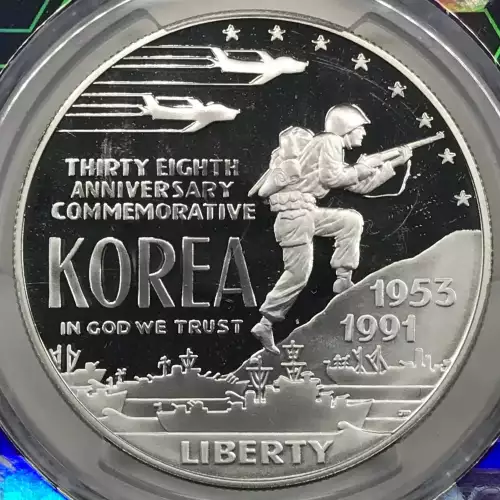 THIRTY EIGHTH
ANNIVERSARY
COMMEMORATIVE
KOREA
IN GOD WE TRUST
1953
1991
LIBERTY